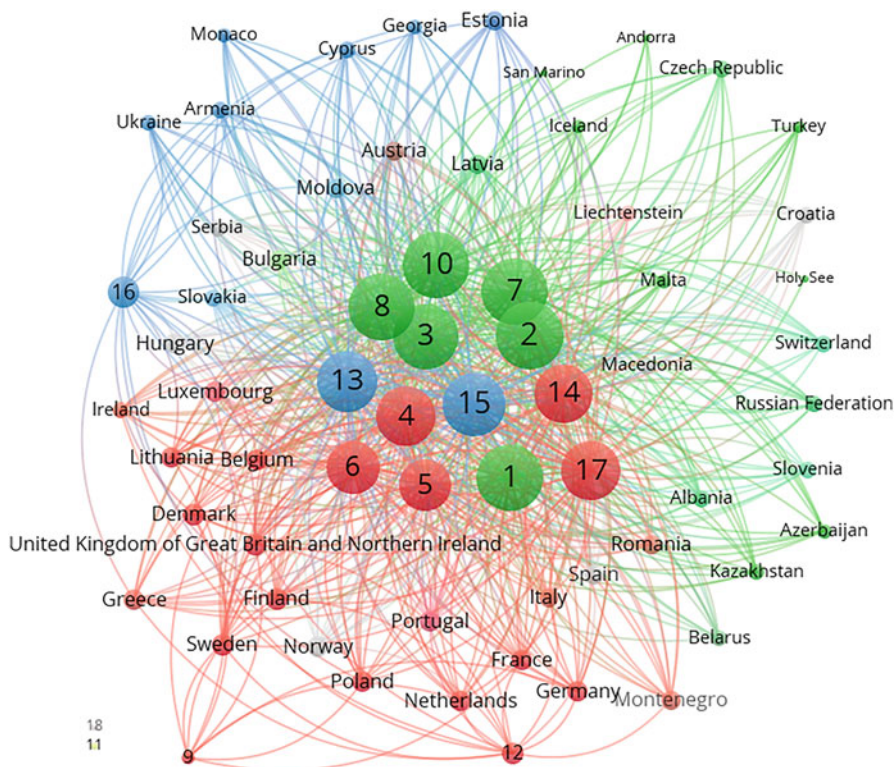 Monaco
Cyprus
Georgia
Estonia
Andorra
San Marino
Czech Republic
Ukraine
Armenia
Austria
Latvia
Iceland
Turkey
Moldova
Serbia
Liechtenstein
Croatia
Bulgaria
10
7
Malta
Holy See
16
Slovakia
8
3
2
Hungary
Switzerland
13
Macedonia
Luxembourg
14
Ireland
4
15
Russian Federation
Lithuania
Belgium
6
5
1
17
Slovenia
Albania
Denmark
Azerbaijan
United Kingdom of Great Britain and Northern Ireland
Romania
Spain
Kazakhstan
Greece
Finland
Italy
Portugal
Belarus
Sweden
Norway
France
Poland
Netherlands
Germany
Montenegro
18
11
9
12